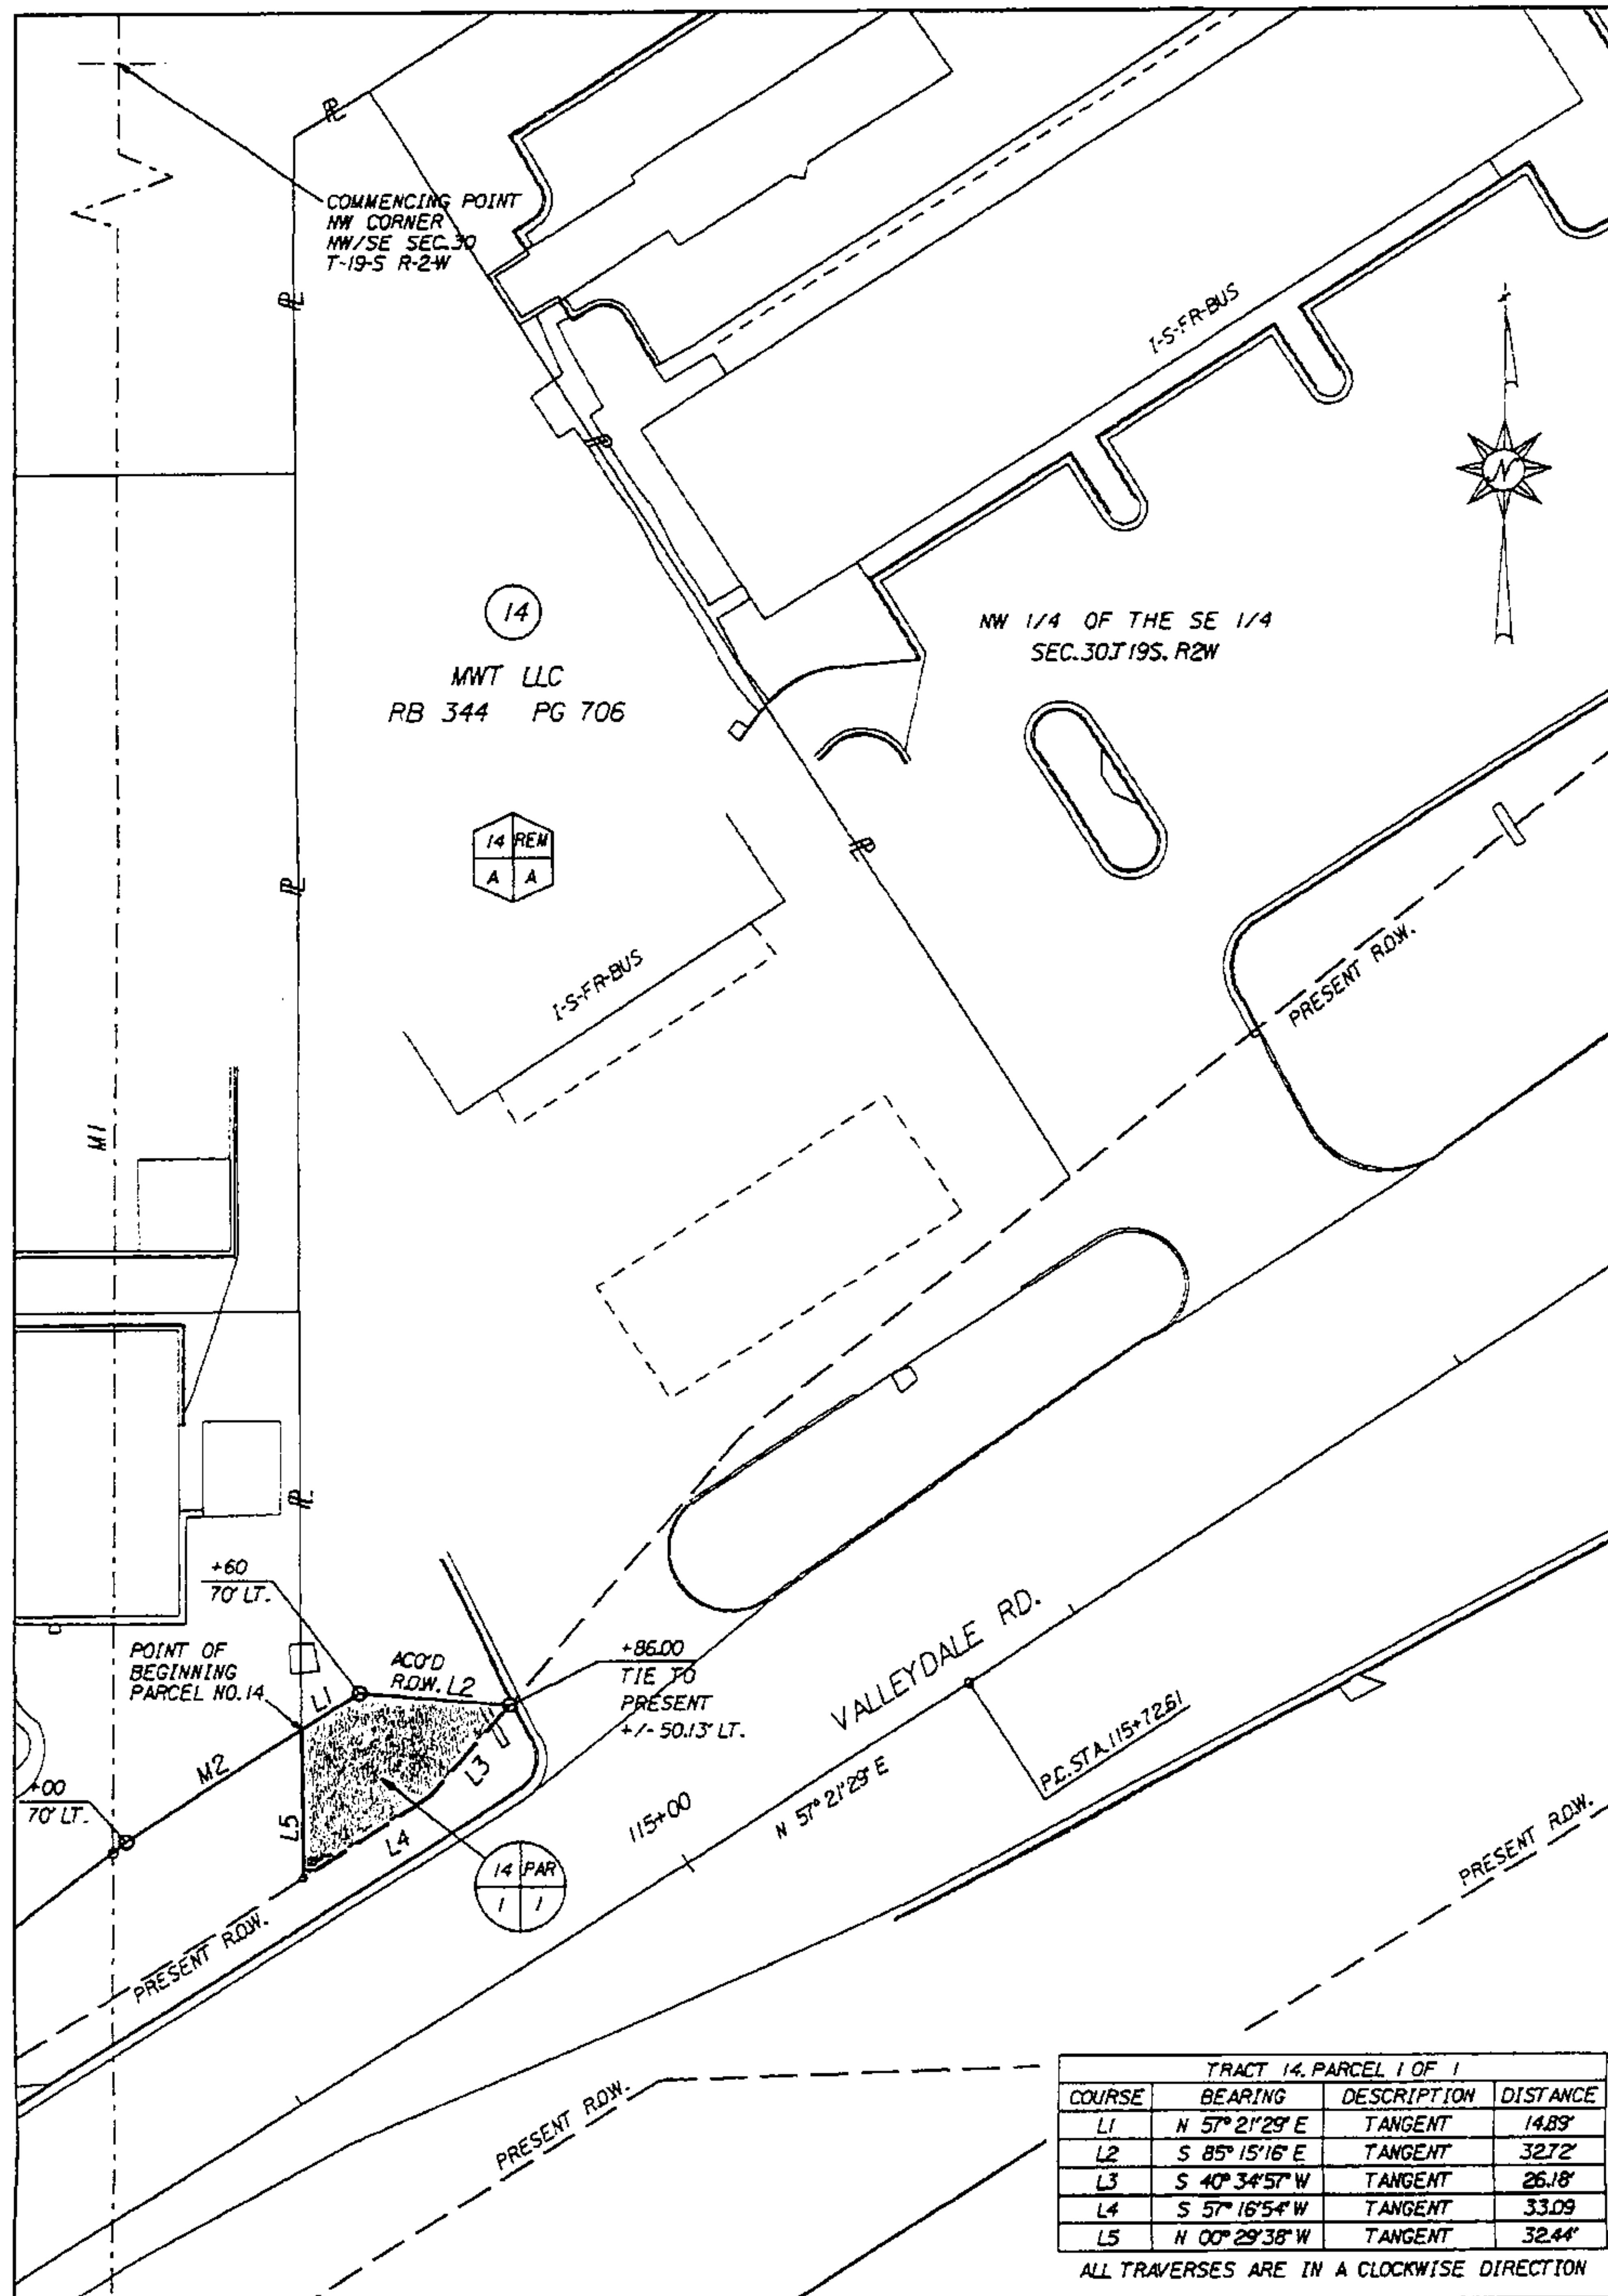 COMMENCING POINT
NW CORNER
NW/SE SEC.30
T-19-S R-2-W
PL
PL
1-S-FR-BUS
N
14
MWT LLC
RB 344 PG 706
NW 1/4 OF THE SE 1/4
SEC.30,T19S, R2W
14 REM
A A
PL
PL
1-S-FR-BUS
PRESENT R.O.W.
M1
PL
+60
70' LT.
POINT OF
BEGINNING
PARCEL NO.14
L1
ACQ'D
R.O.W. L2
+86.00
TIE TO
PRESENT
+/- 50.13' LT.
M2
L3
L5
L4
+00
70' LT.
VALLEYDALE RD.
115+00
N 57° 21'29" E
P.C. STA. 115+72.61
14 PAR
1 1
PRESENT R.O.W.
PRESENT R.O.W.
PRESENT R.O.W.
TRACT 14, PARCEL 1 OF 1
COURSE BEARING DESCRIPTION DISTANCE
L1 N 57° 21'29" E TANGENT 14.89'
L2 S 85° 15'16" E TANGENT 32.72'
L3 S 40° 34'57" W TANGENT 26.18'
L4 S 57° 16'54" W TANGENT 33.09
L5 N 00° 29'38" W TANGENT 32.44'
ALL TRAVERSES ARE IN A CLOCKWISE DIRECTION